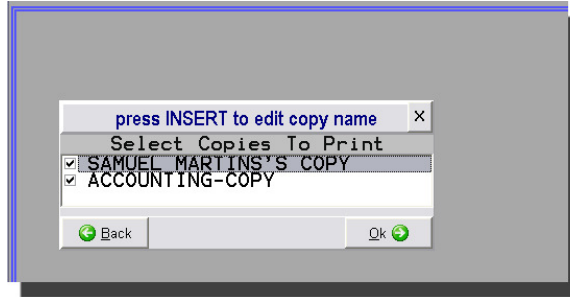 press INSERT to edit copy name
Select Copies To Print
SAMUEL MARTINS'S COPY
ACCOUNTING-COPY
Back
Ok